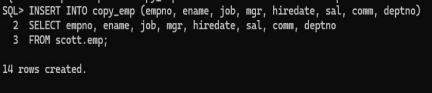 SQL> INSERT INTO copy_emp (empno, ename, job, mgr, hiredate, sal, comm, deptno)
2 SELECT empno, ename, job, mgr, hiredate, sal, comm, deptno
3 FROM scott.emp;
14 rows created.